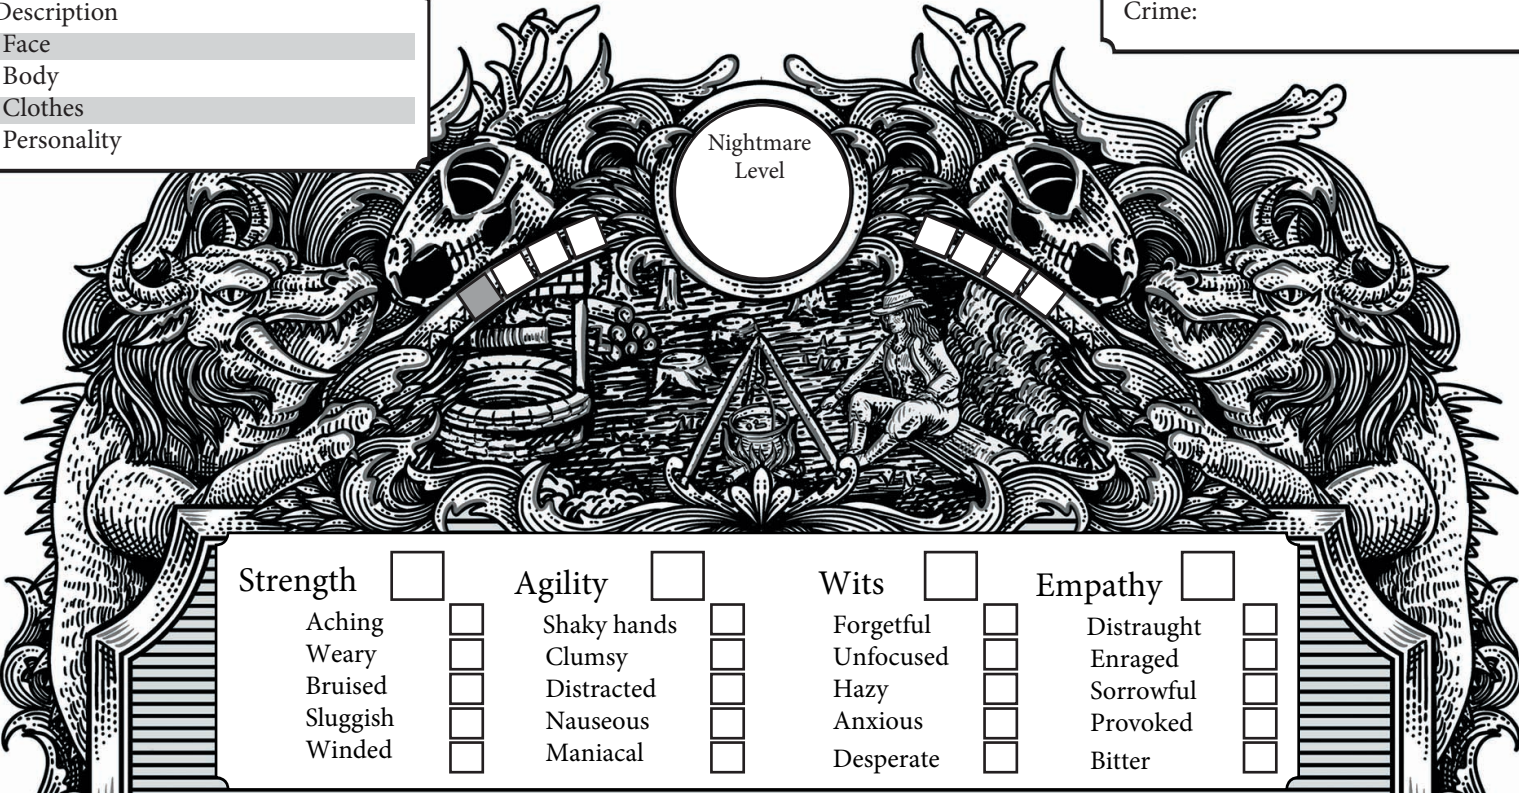 Description
Face
Body
Clothes
Personality
Crime:
Nightmare
Level
Strength
Aching
Weary
Bruised
Sluggish
Winded
Agility
Shaky hands
Clumsy
Distracted
Nauseous
Maniacal
Wits
Forgetful
Unfocused
Hazy
Anxious
Desperate
Empathy
Distraught
Enraged
Sorrowful
Provoked
Bitter